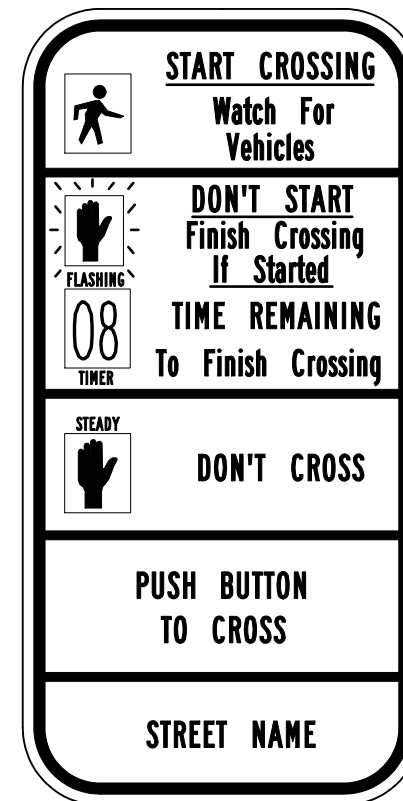 START CROSSING
Watch For
Vehicles
DON'T START
Finish Crossing
If Started
FLASHING
08
TIME REMAINING
To Finish Crossing
TIMER
STEADY
DON'T CROSS
PUSH BUTTON
TO CROSS
STREET NAME